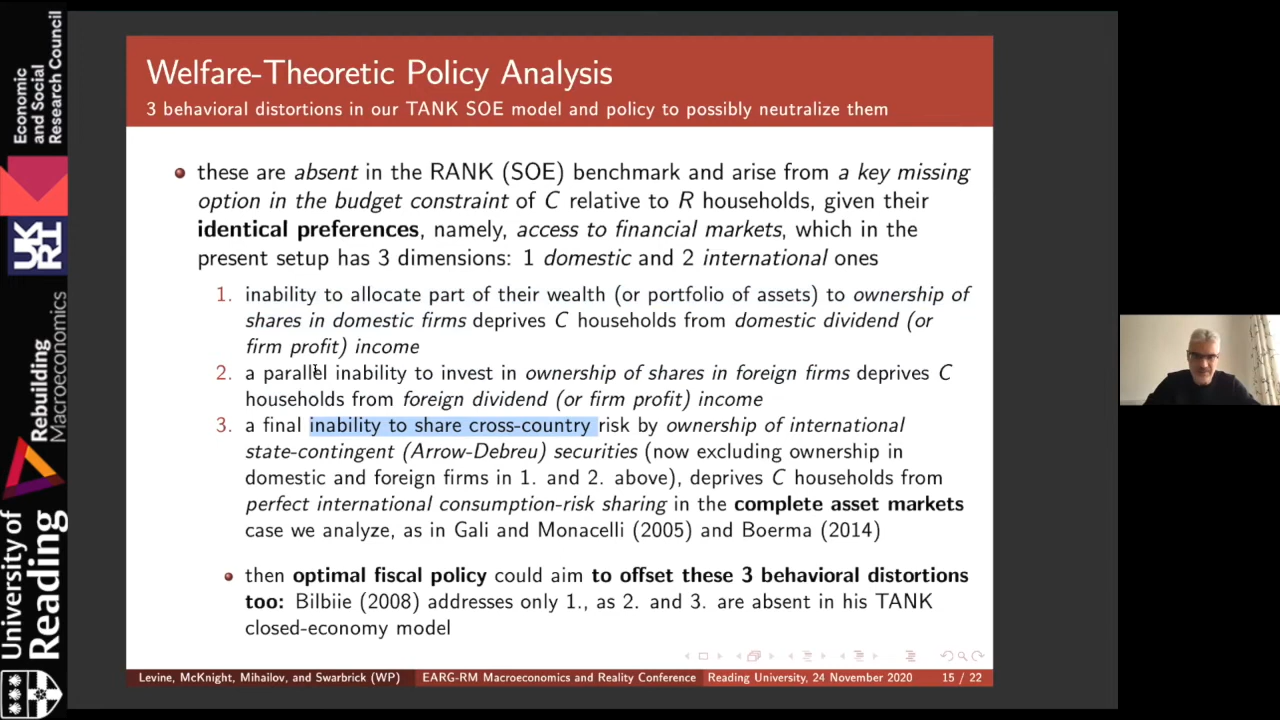 Economic
and Social
Research Council
UK
RI
Rebuilding
Macroeconomics
University of
Reading
Welfare-Theoretic Policy Analysis
3 behavioral distortions in our TANK SOE model and policy to possibly neutralize them
these are absent in the RANK (SOE) benchmark and arise from a key missing
option in the budget constraint of C relative to R households, given their
identical preferences, namely, access to financial markets, which in the
present setup has 3 dimensions: 1 domestic and 2 international ones
1. inability to allocate part of their wealth (or portfolio of assets) to ownership of
shares in domestic firms deprives C households from domestic dividend (or
firm profit) income
2. a parallel inability to invest in ownership of shares in foreign firms deprives C
households from foreign dividend (or firm profit) income
3. a final inability to share cross-country risk by ownership of international
state-contingent (Arrow-Debreu) securities (now excluding ownership in
domestic and foreign firms in 1. and 2. above), deprives C households from
perfect international consumption-risk sharing in the complete asset markets
case we analyze, as in Gali and Monacelli (2005) and Boerma (2014)
then optimal fiscal policy could aim to offset these 3 behavioral distortions
too: Bilbiie (2008) addresses only 1., as 2. and 3. are absent in his TANK
closed-economy model
Levine, McKnight, Mihailov, and Swarbrick (WP) EARG-RM Macroeconomics and Reality Conference Reading University, 24 November 2020 15 / 22